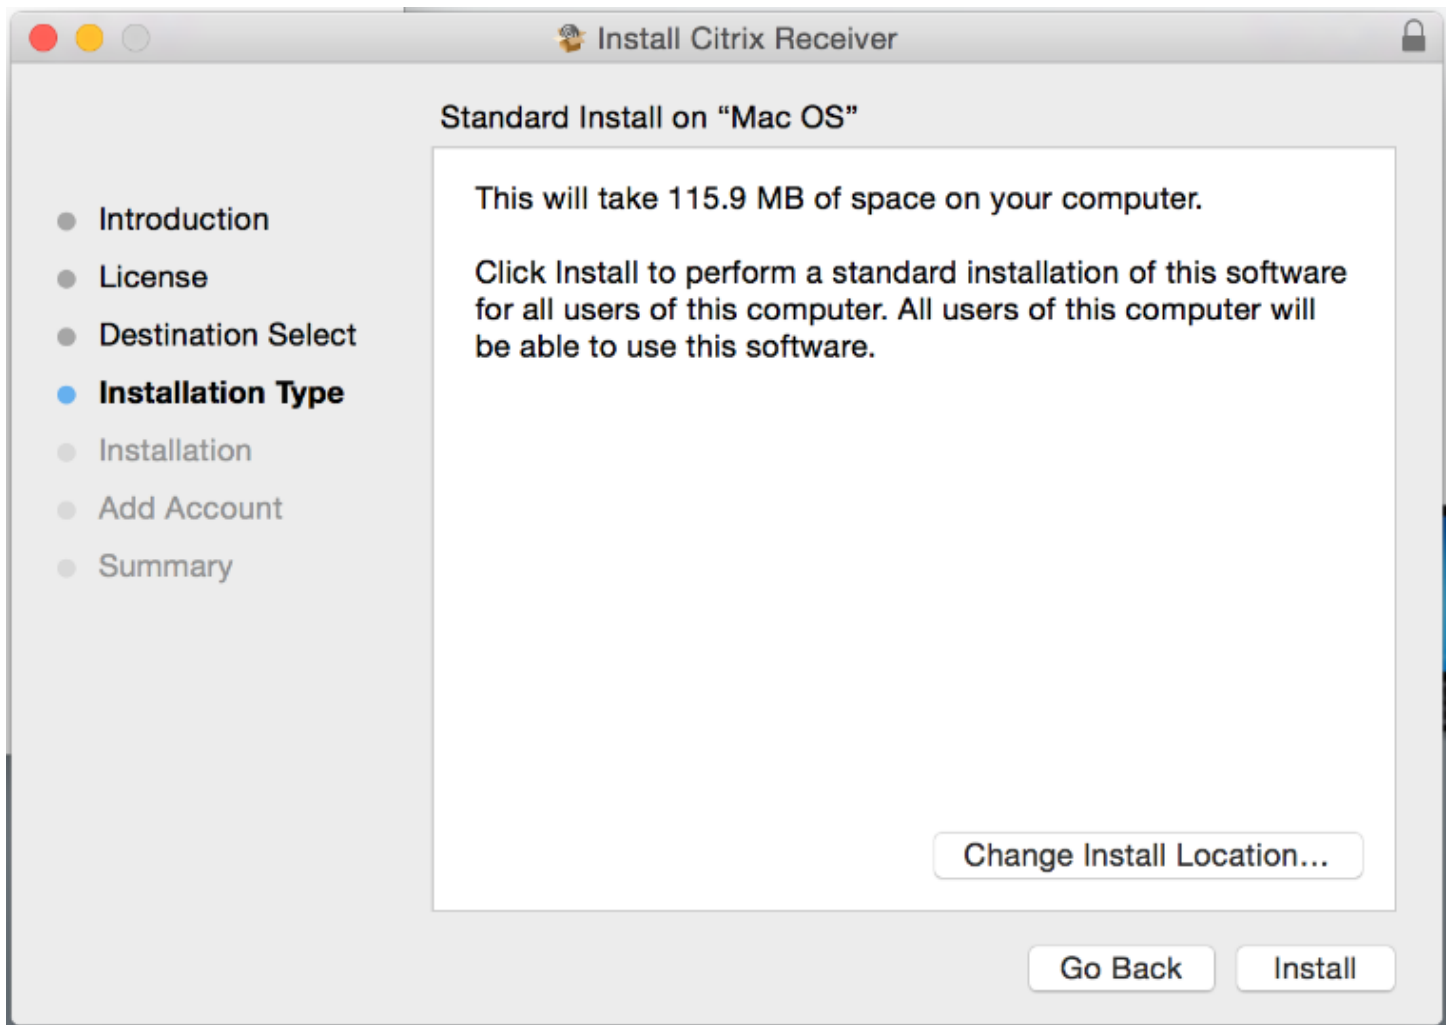 Install Citrix Receiver
Standard Install on “Mac OS”
Introduction
License
Destination Select
Installation Type
Installation
Add Account
Summary
This will take 115.9 MB of space on your computer.
Click Install to perform a standard installation of this software
for all users of this computer. All users of this computer will
be able to use this software.
Change Install Location...
Go Back
Install